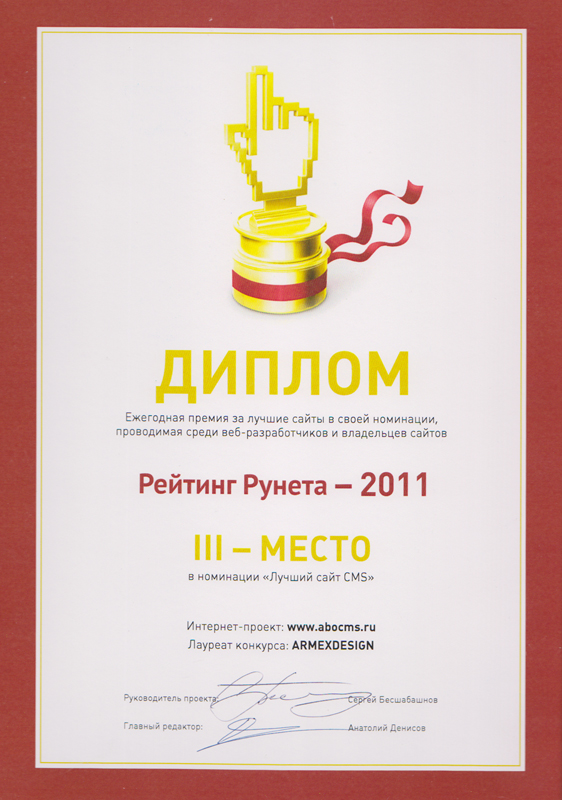 ДИПЛОМ
Ежегодная премия за лучшие сайты в своей номинации,
проводимая среди веб-разработчиков и владельцев сайтов
Рейтинг Рунета – 2011
III – МЕСТО
в номинации «Лучший сайт CMS»
Интернет-проект: www.abocms.ru
Лауреат конкурса: ARMEXDESIGN
Руководитель проекта: Сергей Бесшабашнов
Главный редактор: Анатолий Денисов